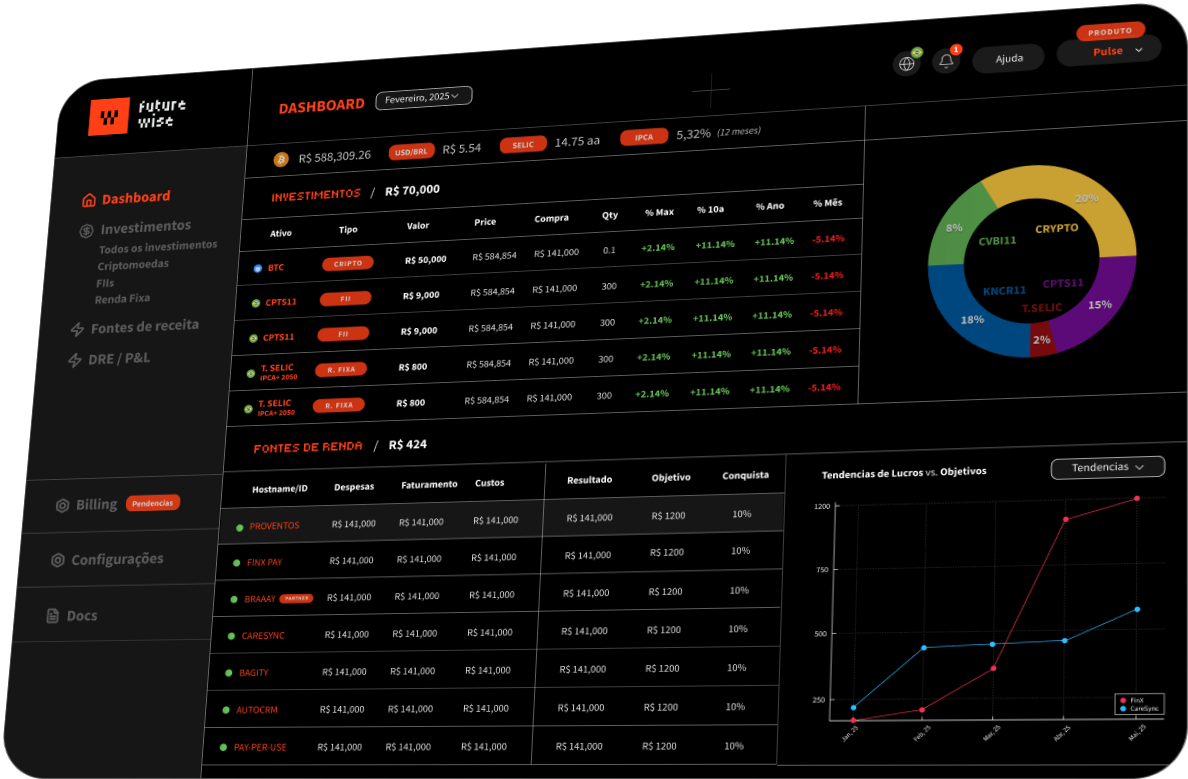 future
wise
DASHBOARD Fevereiro, 2025
Ajuda
1
PRODUTO
Pulse
R$ 588,309.26 USD/BRL R$ 5.54 SELIC 14.75 aa IPCA 5,32% (12 meses)
Dashboard
Investimentos
Todos os investimentos
Criptomoedas
FIIs
Renda Fixa
Fontes de receita
DRE / P&L
Billing Pendencias
Configurações
Docs
INVESTIMENTOS / R$ 70,000
Ativo Tipo Valor Price Compra Qty % Max % 10a % Ano % Mês
BTC CRIPTO R$ 50,000 R$ 584,854 R$ 141,000 0.1 +2.14% +11.14% +11.14% -5.14%
CPTS11 FII R$ 9,000 R$ 584,854 R$ 141,000 300 +2.14% +11.14% +11.14% -5.14%
CPTS11 FII R$ 9,000 R$ 584,854 R$ 141,000 300 +2.14% +11.14% +11.14% -5.14%
T. SELIC R. FIXA R$ 800 R$ 584,854 R$ 141,000 300 +2.14% +11.14% +11.14% -5.14%
IPCA+ 2050
T. SELIC R. FIXA R$ 800 R$ 584,854 R$ 141,000 300 +2.14% +11.14% +11.14% -5.14%
IPCA+ 2050
20%
8%
CRYPTO
CVBI11
KNCR11 CPTS11
T.SELIC
15%
18%
2%
FONTES DE RENDA / R$ 424
Hostname/ID Despesas Faturamento Custos Resultado Objetivo Conquista
PROVENTOS R$ 141,000 R$ 141,000 R$ 141,000 R$ 141,000 R$ 1200 10%
FINX PAY R$ 141,000 R$ 141,000 R$ 141,000 R$ 141,000 R$ 1200 10%
BRAAAY PARTNER R$ 141,000 R$ 141,000 R$ 141,000 R$ 141,000 R$ 1200 10%
CARESYNC R$ 141,000 R$ 141,000 R$ 141,000 R$ 141,000 R$ 1200 10%
BAGITY R$ 141,000 R$ 141,000 R$ 141,000 R$ 141,000 R$ 1200 10%
AUTOCRM R$ 141,000 R$ 141,000 R$ 141,000 R$ 141,000 R$ 1200 10%
PAY-PER-USE R$ 141,000 R$ 141,000 R$ 141,000 R$ 141,000 R$ 1200 10%
Tendencias de Lucros vs. Objetivos
Tendencias
1200
750
500
250
FinX
CareSync
Jan, 25 Feb, 25 Mar, 25 Abr, 25 Mai, 25